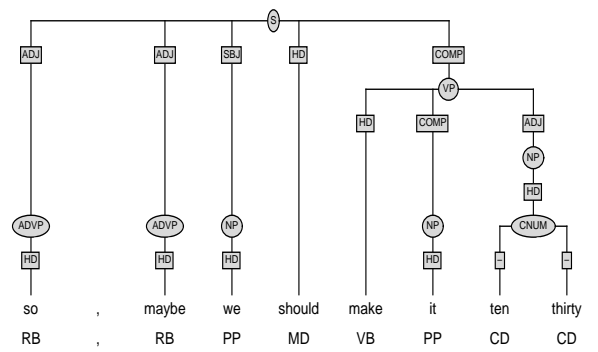 S
ADJ ADJ SBJ HD COMP
VP
HD COMP ADJ
NP
HD
ADVP ADVP NP NP CNUM
HD HD HD HD – –
so , maybe we should make it ten thirty
RB , RB PP MD VB PP CD CD